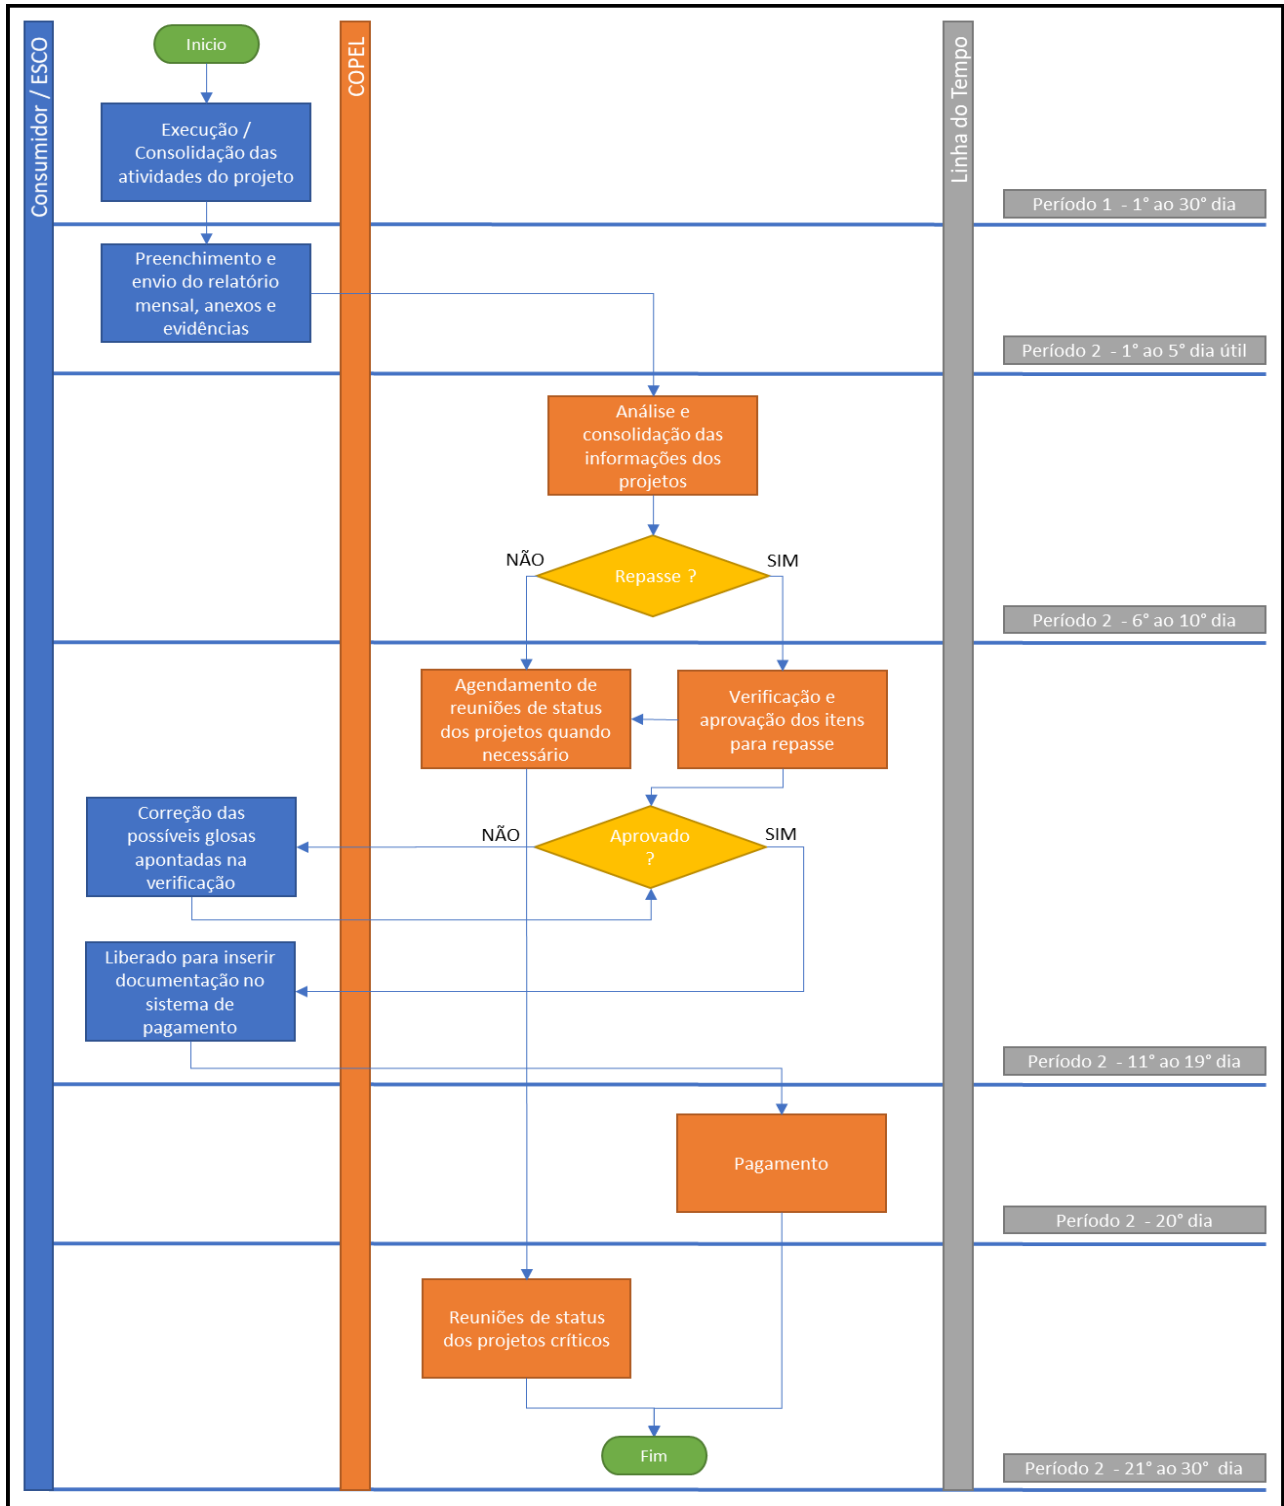 Consumidor / ESCO
COPEL
Linha do Tempo
Inicio
Execução /
Consolidação das
atividades do projeto
Período 1  - 1° ao 30° dia
Preenchimento e
envio do relatório
mensal, anexos e
evidências
Período 2  - 1° ao 5° dia útil
Análise e
consolidação das
informações dos
projetos
NÃO
Repasse ?
SIM
Período 2  - 6° ao 10° dia
Agendamento de
reuniões de status
dos projetos quando
necessário
Verificação e
aprovação dos itens
para repasse
Correção das
possíveis glosas
apontadas na
verificação
NÃO
Aprovado
?
SIM
Liberado para inserir
documentação no
sistema de
pagamento
Período 2  - 11° ao 19° dia
Pagamento
Período 2  - 20° dia
Reuniões de status
dos projetos críticos
Fim
Período 2  - 21° ao 30°  dia